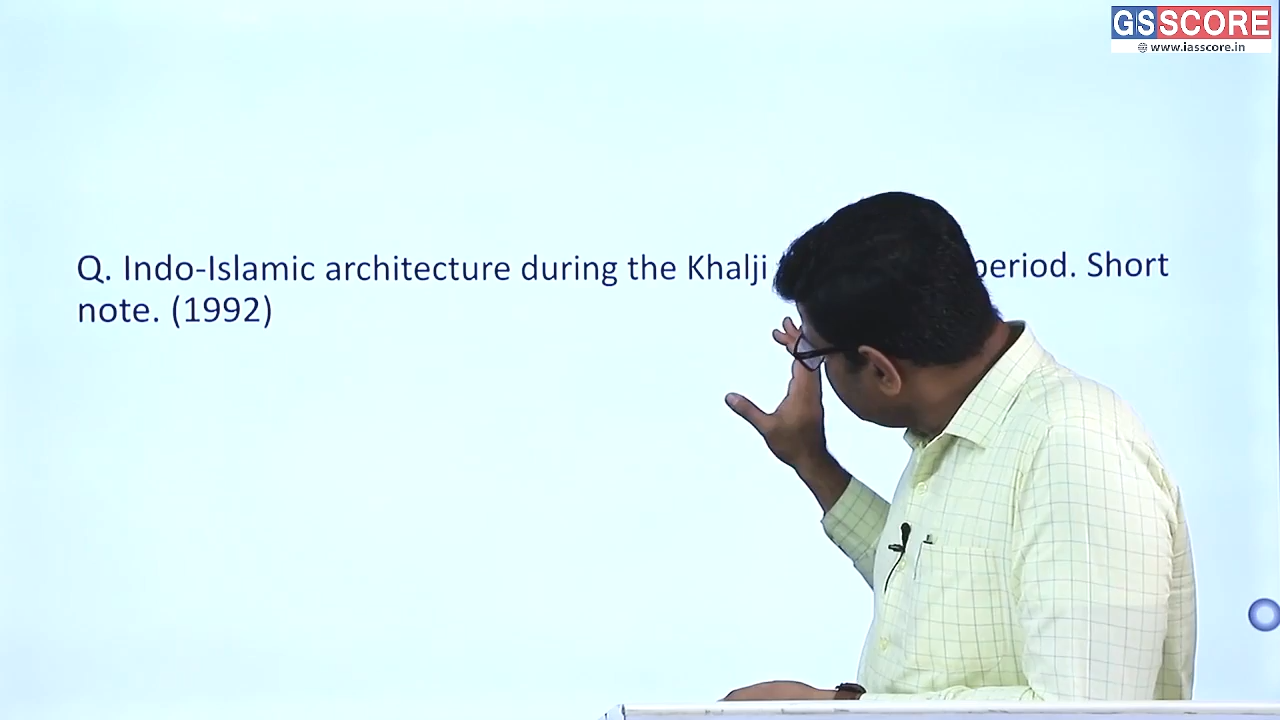 GSSCORE
www.iasscore.in
Q. Indo-Islamic architecture during the Khalji period. Short
note. (1992)